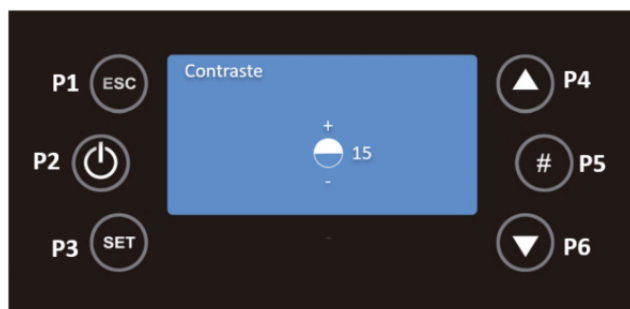 Contraste
P1 ESC
+
P4
P2
15
# P5
-
P3 SET
-
P6